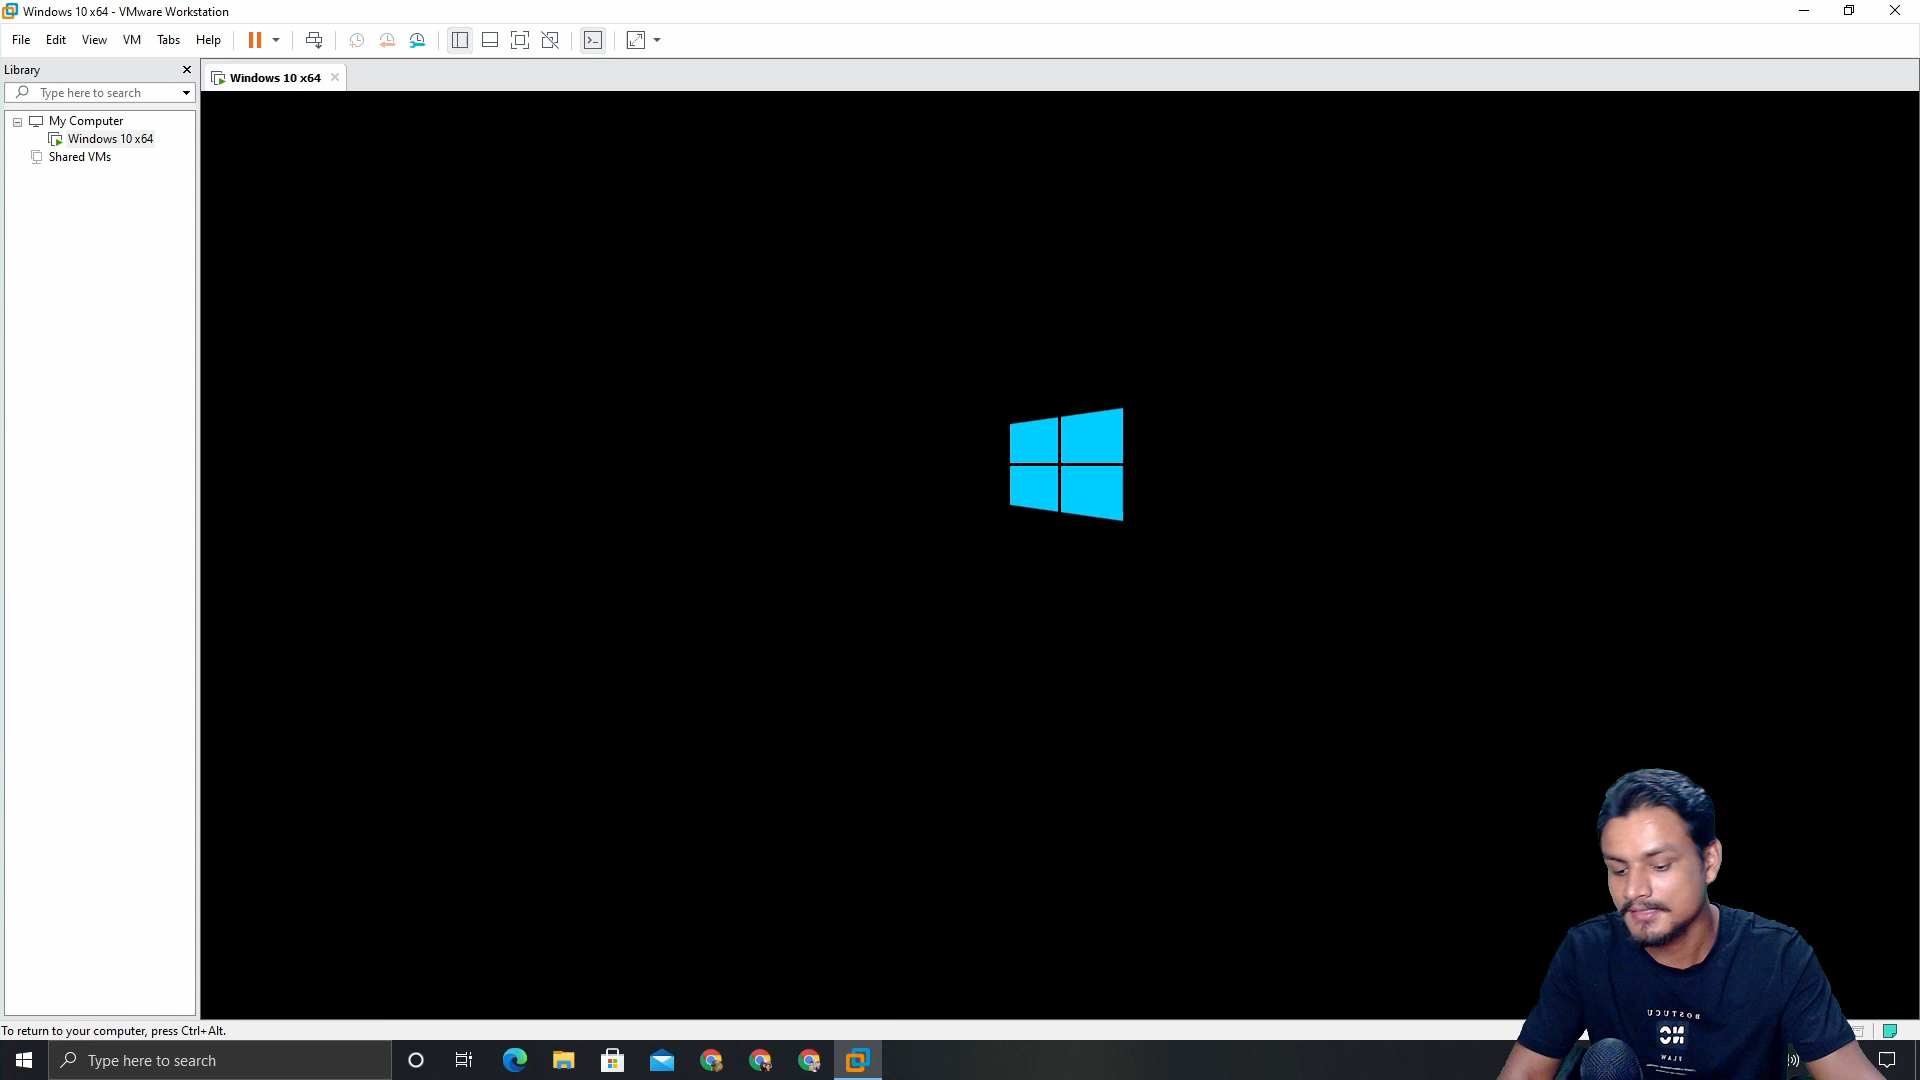 Windows 10 x64 - VMware Workstation
File Edit View VM Tabs Help
Library
Windows 10 x64
Type here to search
My Computer
Windows 10 x64
Shared VMs
BOSTUCU
FLAW
To return to your computer, press Ctrl+Alt.
Type here to search